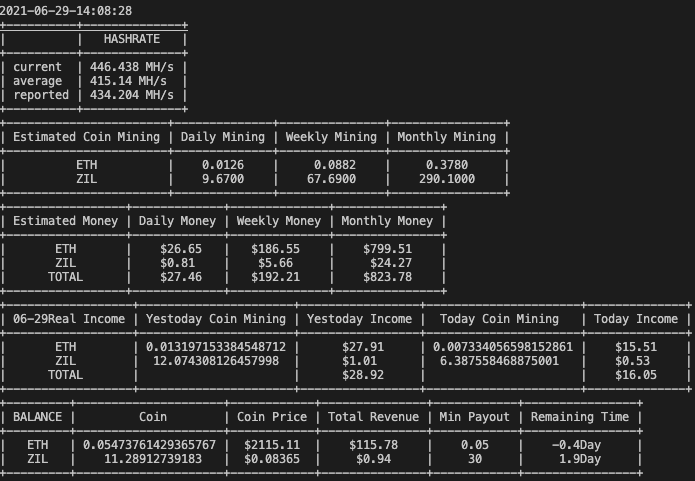 2021-06-29-14:08:28
HASHRATE
current 446.438 MH/s
average 415.14 MH/s
reported 434.204 MH/s
Estimated Coin Mining Daily Mining Weekly Mining Monthly Mining
ETH 0.0126 0.0882 0.3780
ZIL 9.6700 67.6900 290.1000
Estimated Money Daily Money Weekly Money Monthly Money
ETH $26.65 $186.55 $799.51
ZIL $0.81 $5.66 $24.27
TOTAL $27.46 $192.21 $823.78
06-29Real Income Yestoday Coin Mining Yestoday Income Today Coin Mining Today Income
ETH 0.013197153384548712 $27.91 0.0073340565981528​61 $15.51
ZIL 12.074308126457998 $1.01 6.387558468875001 $0.53
TOTAL $28.92 $16.05
BALANCE Coin Coin Price Total Revenue Min Payout Remaining Time
ETH 0.05473761429365767 $2115.11 $115.78 0.05 -0.4Day
ZIL 11.28912739183 $0.08365 $0.94 30 1.9Day